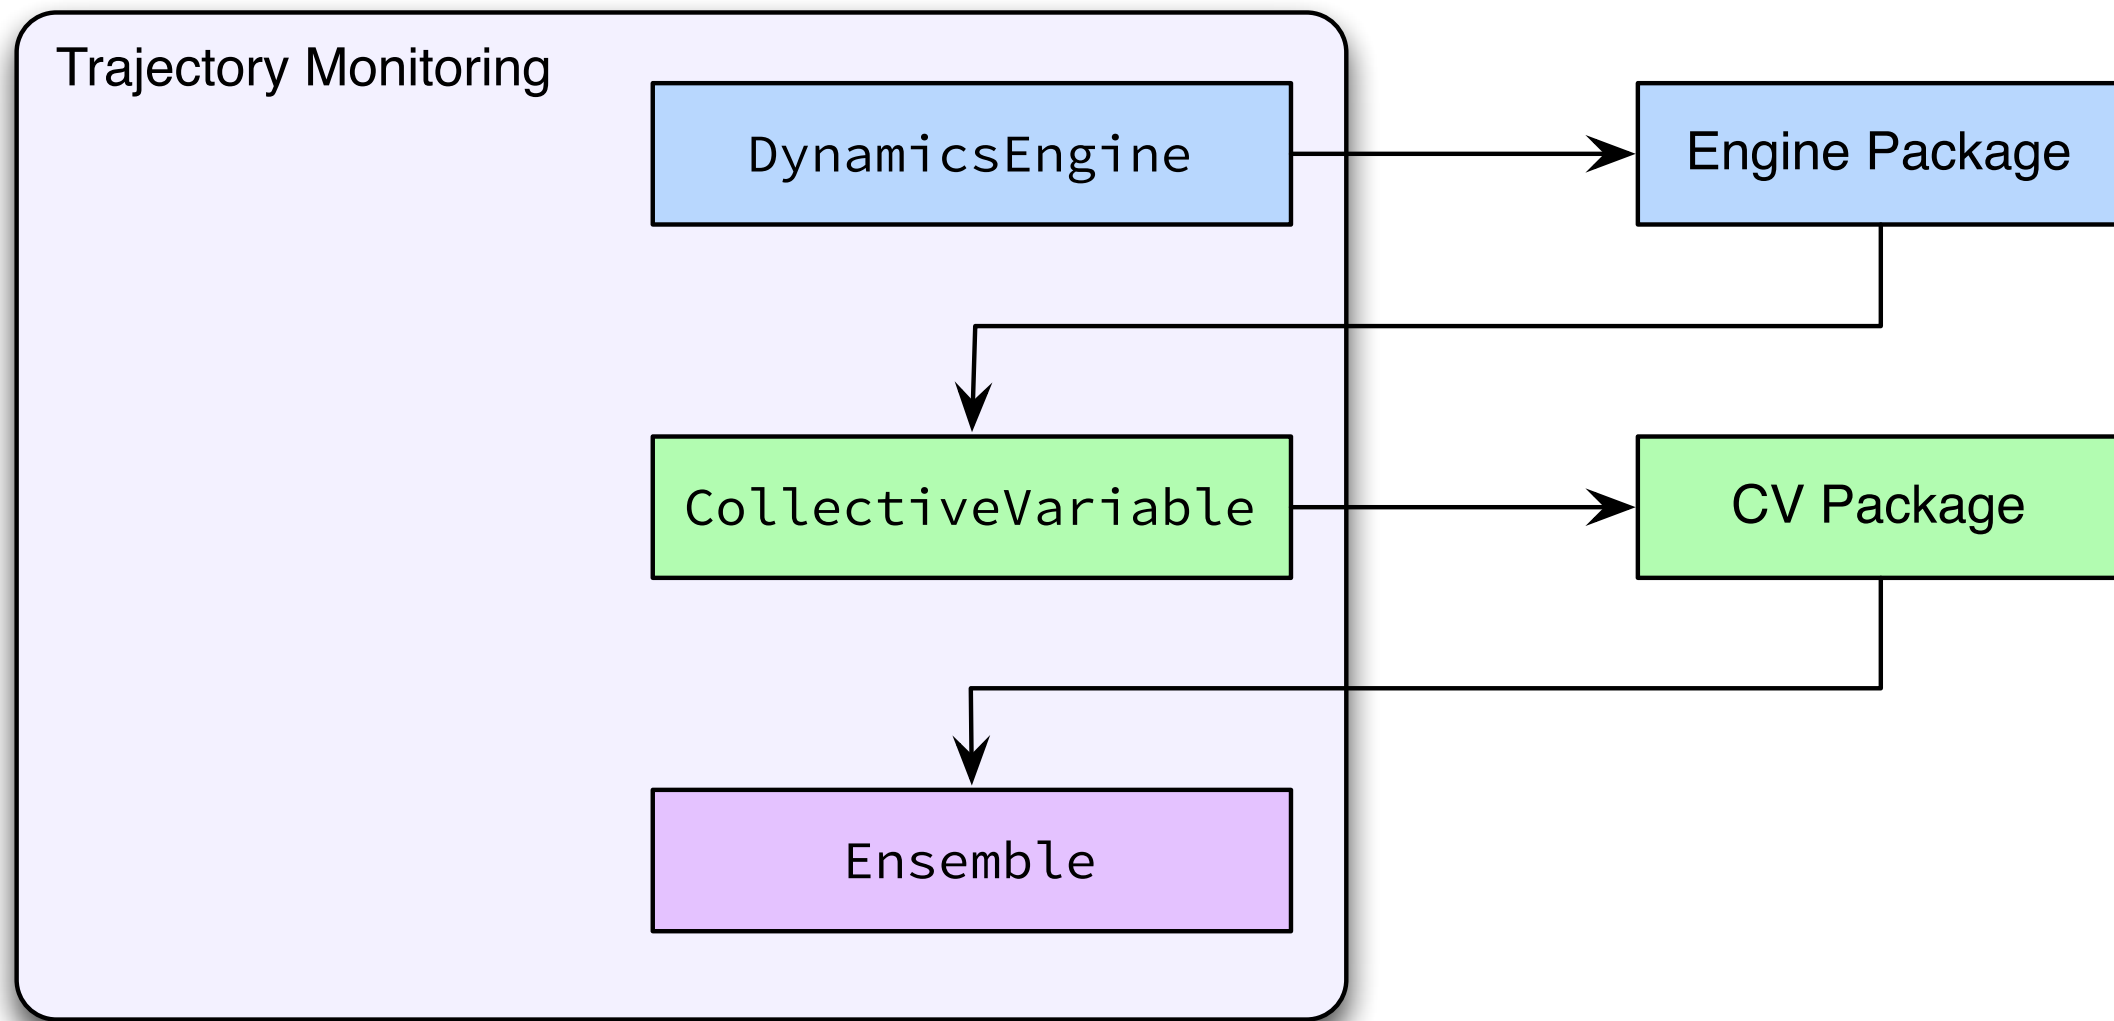 Trajectory Monitoring
DynamicsEngine
Engine Package
CollectiveVariable
CV Package
Ensemble